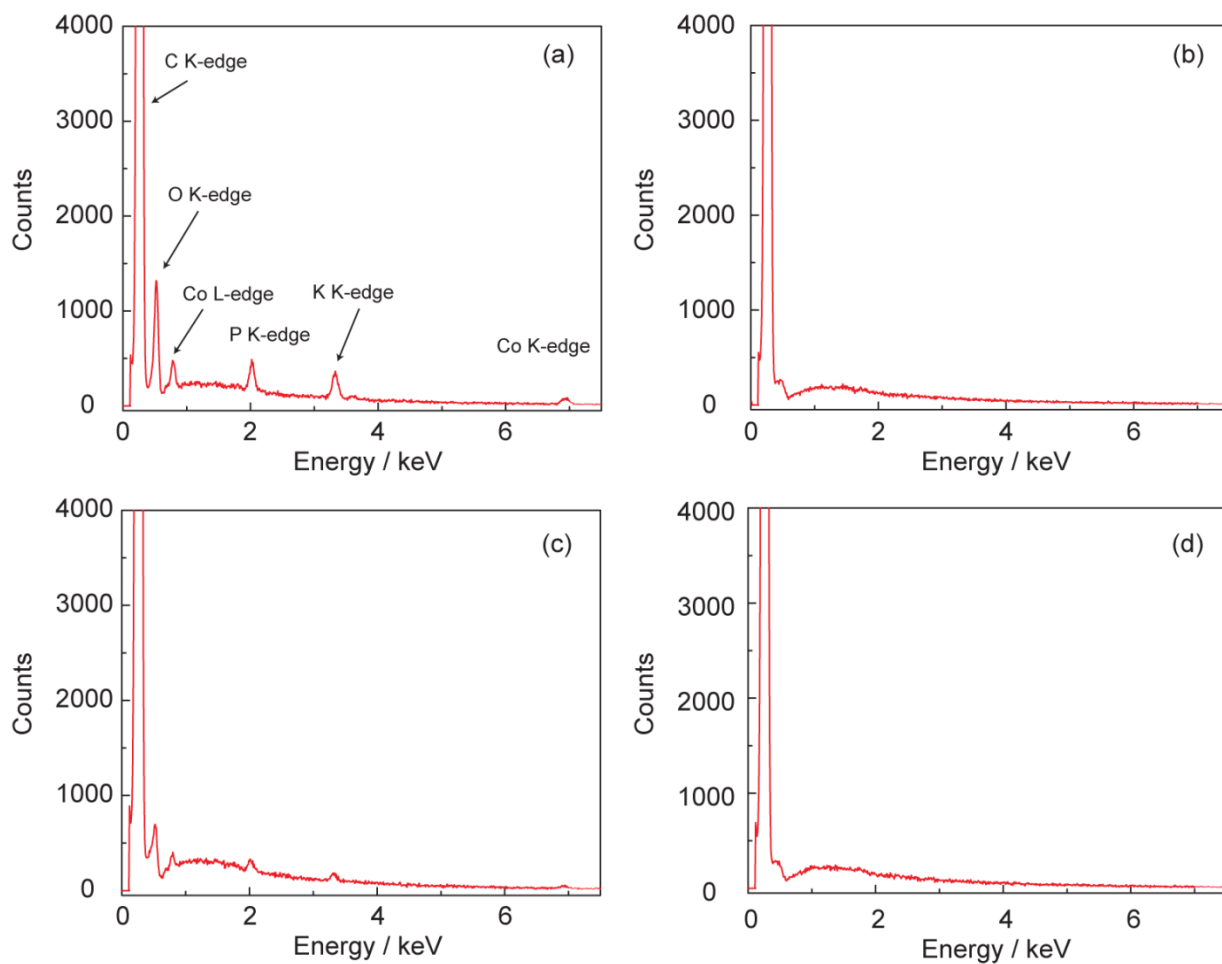 4000
3000
2000
1000
0
Counts
C K-edge
O K-edge
Co L-edge
P K-edge
K K-edge
Co K-edge
(a)
0 2 4 6
Energy / keV
4000
3000
2000
1000
0
Counts
(b)
0 2 4 6
Energy / keV
4000
3000
2000
1000
0
Counts
(c)
0 2 4 6
Energy / keV
4000
3000
2000
1000
0
Counts
(d)
0 2 4 6
Energy / keV